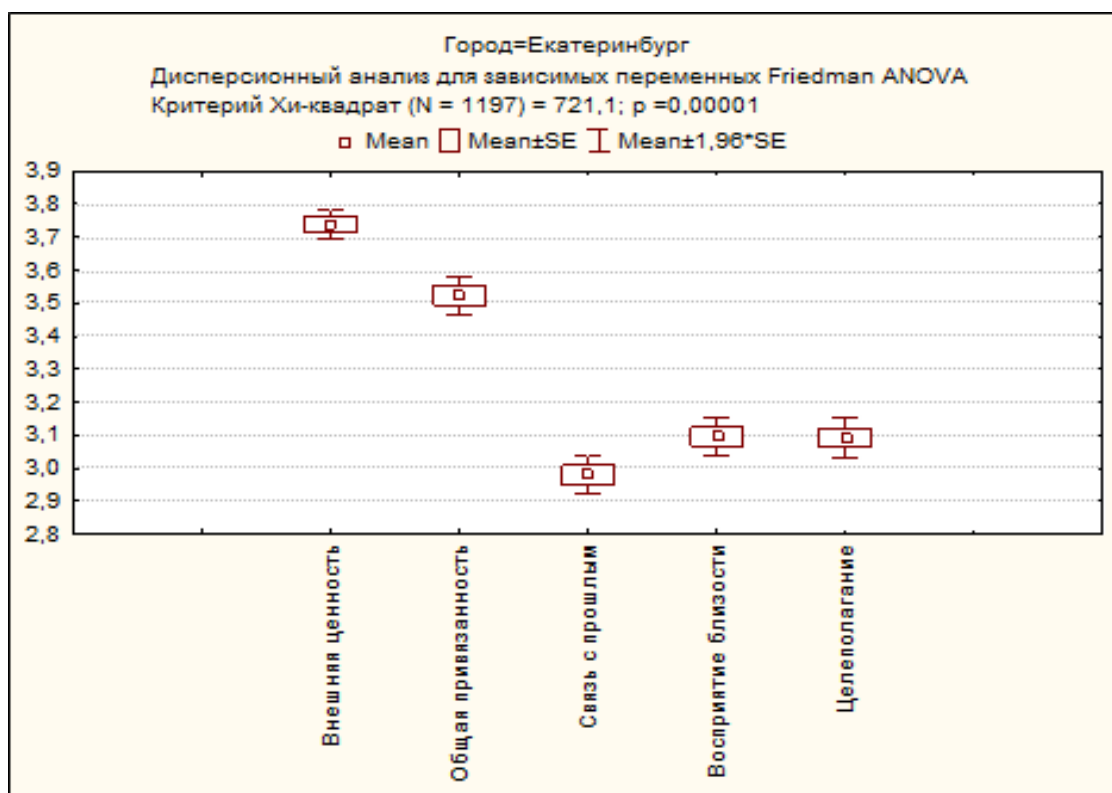 Город=Екатеринбург
Дисперсионный анализ для зависимых переменных Friedman ANOVA
Критерий Хи-квадрат (N = 1197) = 721,1; p =0,00001
Mean Mean±SE Mean±1,96*SE
3,9
3,8
3,7
3,6
3,5
3,4
3,3
3,2
3,1
3,0
2,9
2,8
Внешняя ценность
Общая привязанность
Связь с прошлым
Восприятие близости
Целеполагание